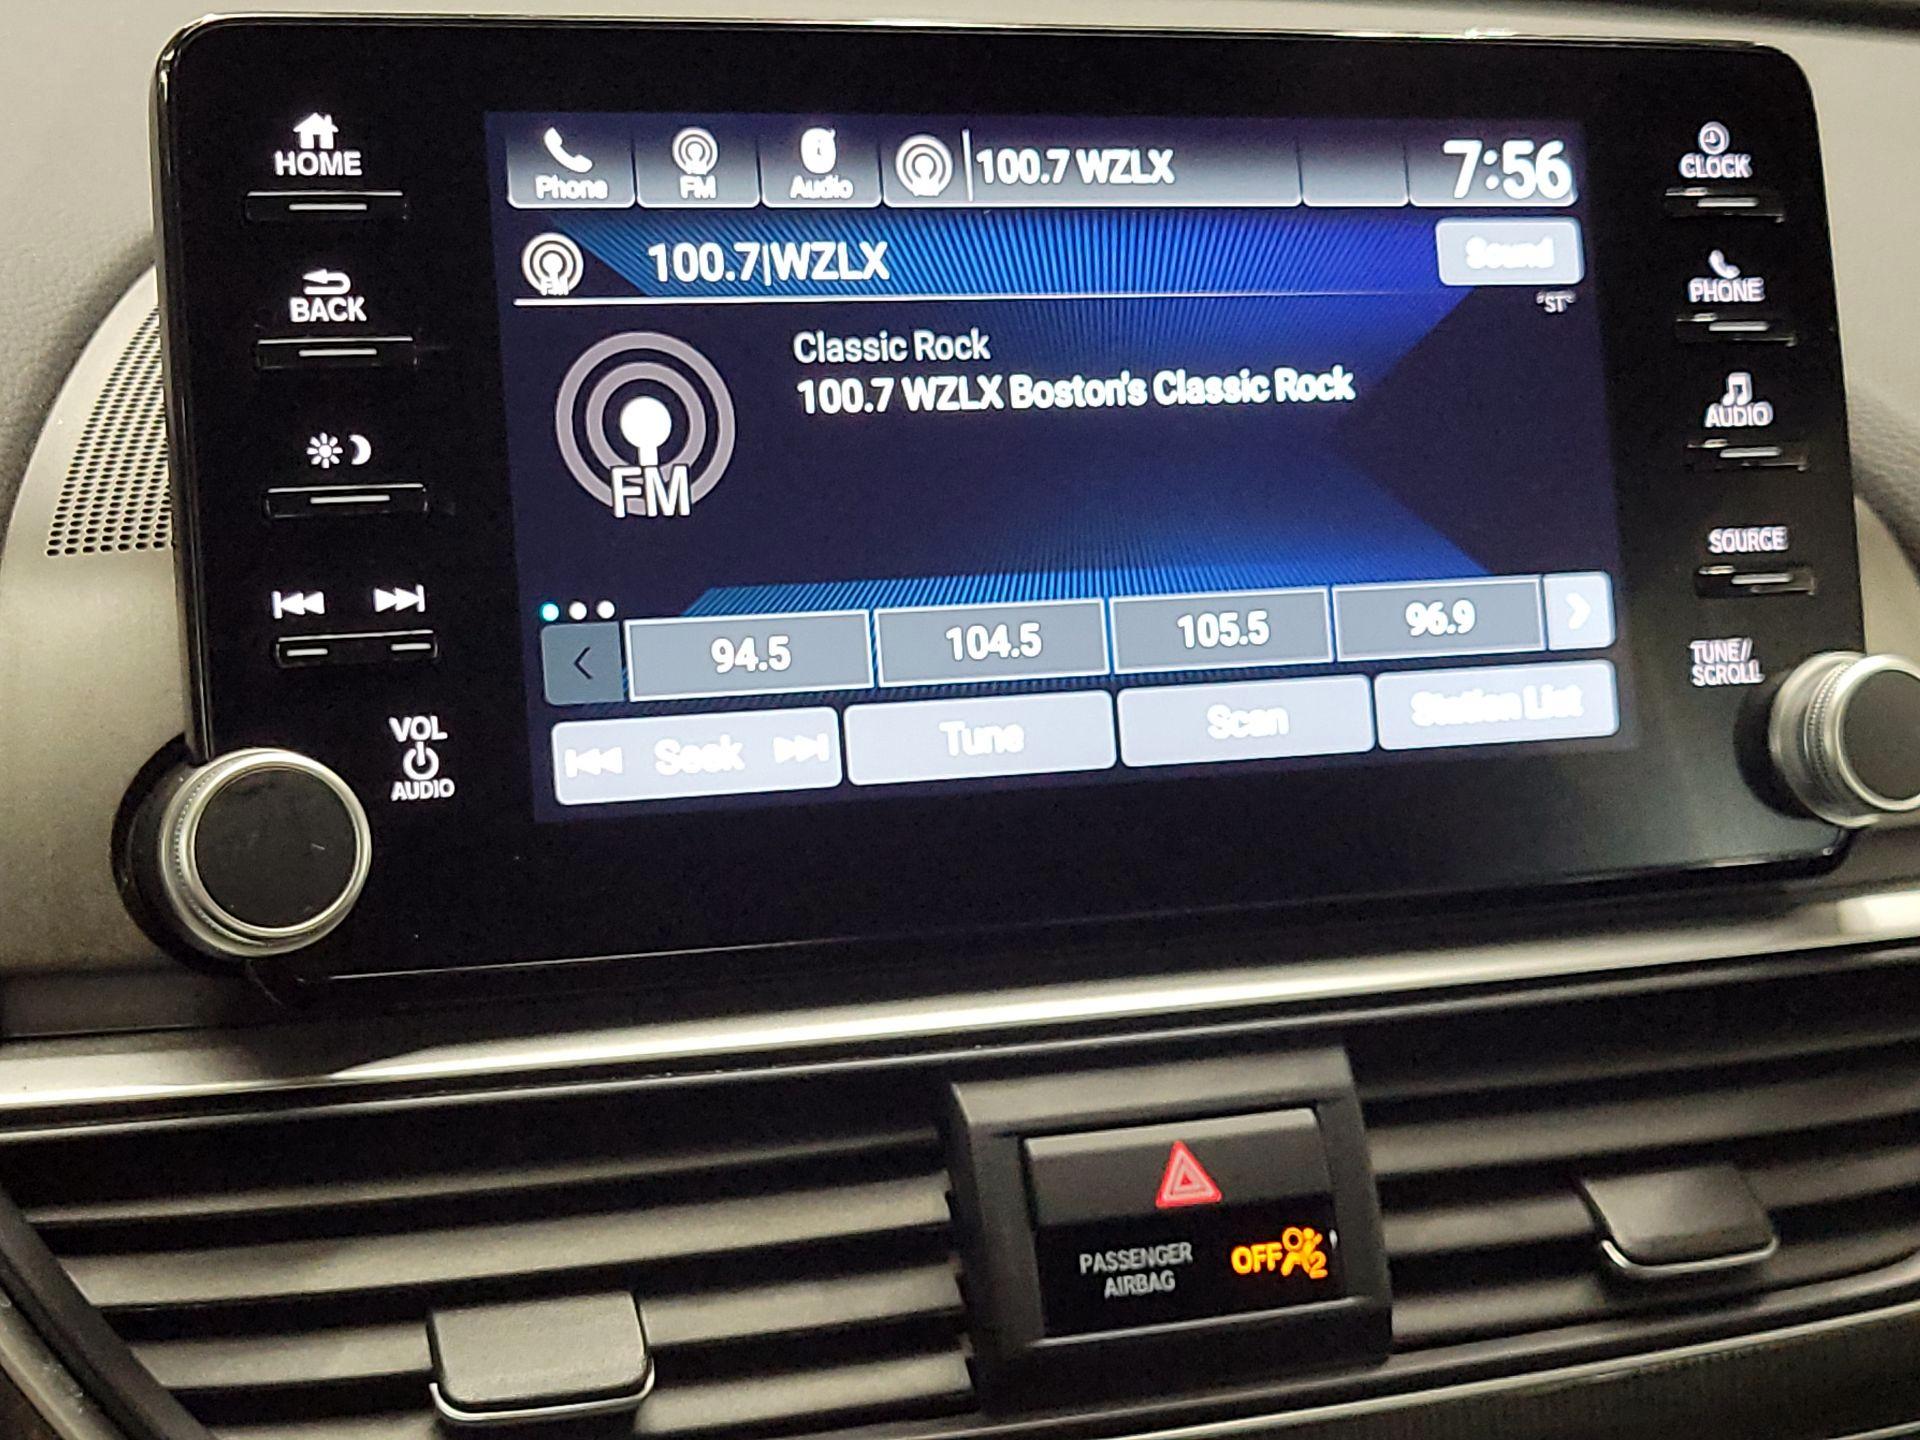 HOME
Phone
FM
Audio
100.7 WZLX
7:56
CLOCK
FM
100.7|WZLX
Sound
BACK
PHONE
"ST"
Classic Rock
100.7 WZLX Boston's Classic Rock
AUDIO
FM
SOURCE
94.5
104.5
105.5
96.9
TUNE//
SCROLL
VOL
AUDIO
Seek
Tune
Scan
Station List
PASSENGER
AIRBAG
OFF
2